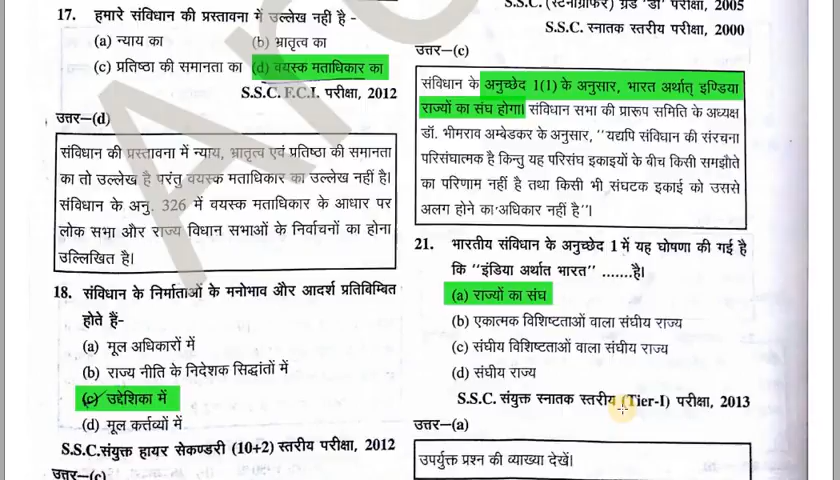 17. हमारे संविधान की प्रस्तावना में उल्लेख नहीं है -
(a) न्याय का (b) भ्रातृत्व का
(c) प्रतिष्ठा की समानता का (d) वयस्क मताधिकार का
S.S.C. F.C.I. परीक्षा, 2012
उत्तर–(d)
संविधान की प्रस्तावना में न्याय, भ्रातृत्व एवं प्रतिष्ठा की समानता
का तो उल्लेख है परंतु वयस्क मताधिकार का उल्लेख नहीं है।
संविधान के अनु. 326 में वयस्क मताधिकार के आधार पर
लोक सभा और राज्य विधान सभाओं के निर्वाचनों का होना
उल्लिखित है।
18. संविधान के निर्माताओं के मनोभाव और आदर्श प्रतिबिम्बित
होते हैं-
(a) मूल अधिकारों में
(b) राज्य नीति के निदेशक सिद्धांतों में
(c) उद्देशिका में
(d) मूल कर्त्तव्यों में
S.S.C.संयुक्त हायर सेकण्डरी (10+2) स्तरीय परीक्षा, 2012
उत्तर–(c)
S.S.C. (स्टेनोग्राफर) ग्रेड 'डी' परीक्षा, 2005
S.S.C. स्नातक स्तरीय परीक्षा, 2000
उत्तर–(c)
संविधान के अनुच्छेद 1(1) के अनुसार, भारत अर्थात् इण्डिया
राज्यों का संघ होगा। संविधान सभा की प्रारूप समिति के अध्यक्ष
डॉ. भीमराव अम्बेडकर के अनुसार, ''यद्यपि संविधान की संरचना
परिसंघात्मक है किन्तु यह परिसंघ इकाइयों के बीच किसी समझौते
का परिणाम नहीं है तथा किसी भी संघटक इकाई को उससे
अलग होने का अधिकार नहीं है''।
21. भारतीय संविधान के अनुच्छेद 1 में यह घोषणा की गई है
कि ''इंडिया अर्थात भारत'' .......है।
(a) राज्यों का संघ
(b) एकात्मक विशिष्टताओं वाला संघीय राज्य
(c) संघीय विशिष्टताओं वाला संघीय राज्य
(d) संघीय राज्य
S.S.C. संयुक्त स्नातक स्तरीय (Tier-I) परीक्षा, 2013
उत्तर–(a)
उपर्युक्त प्रश्न की व्याख्या देखें।